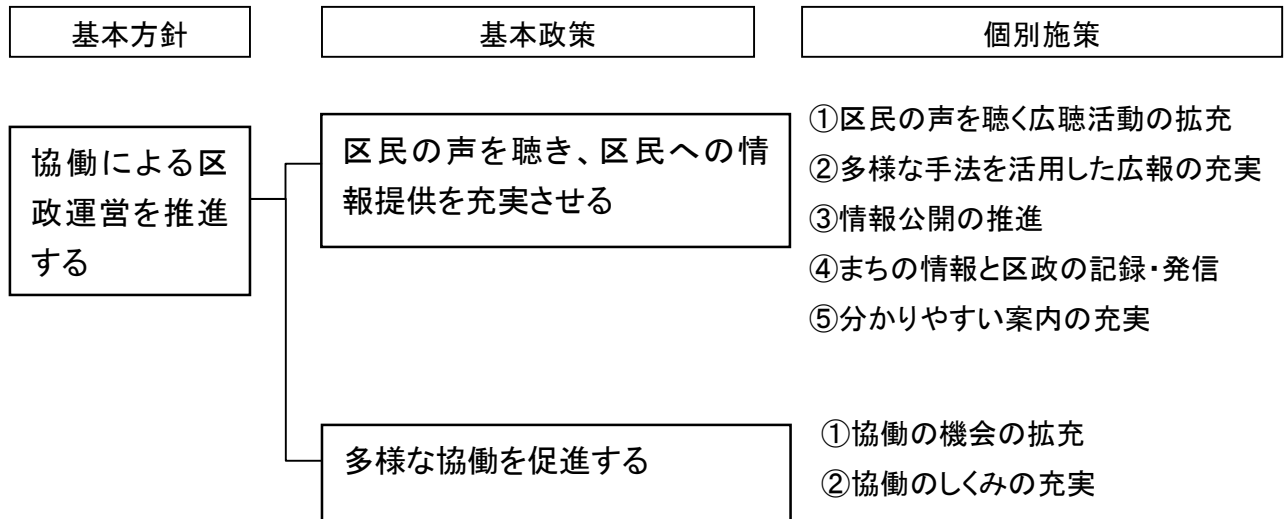 基本方針
基本政策
個別施策
協働による区
政運営を推進
する
区民の声を聴き、区民への情
報提供を充実させる
①区民の声を聴く広聴活動の拡充
②多様な手法を活用した広報の充実
③情報公開の推進
④まちの情報と区政の記録・発信
⑤分かりやすい案内の充実
多様な協働を促進する
①協働の機会の拡充
②協働のしくみの充実